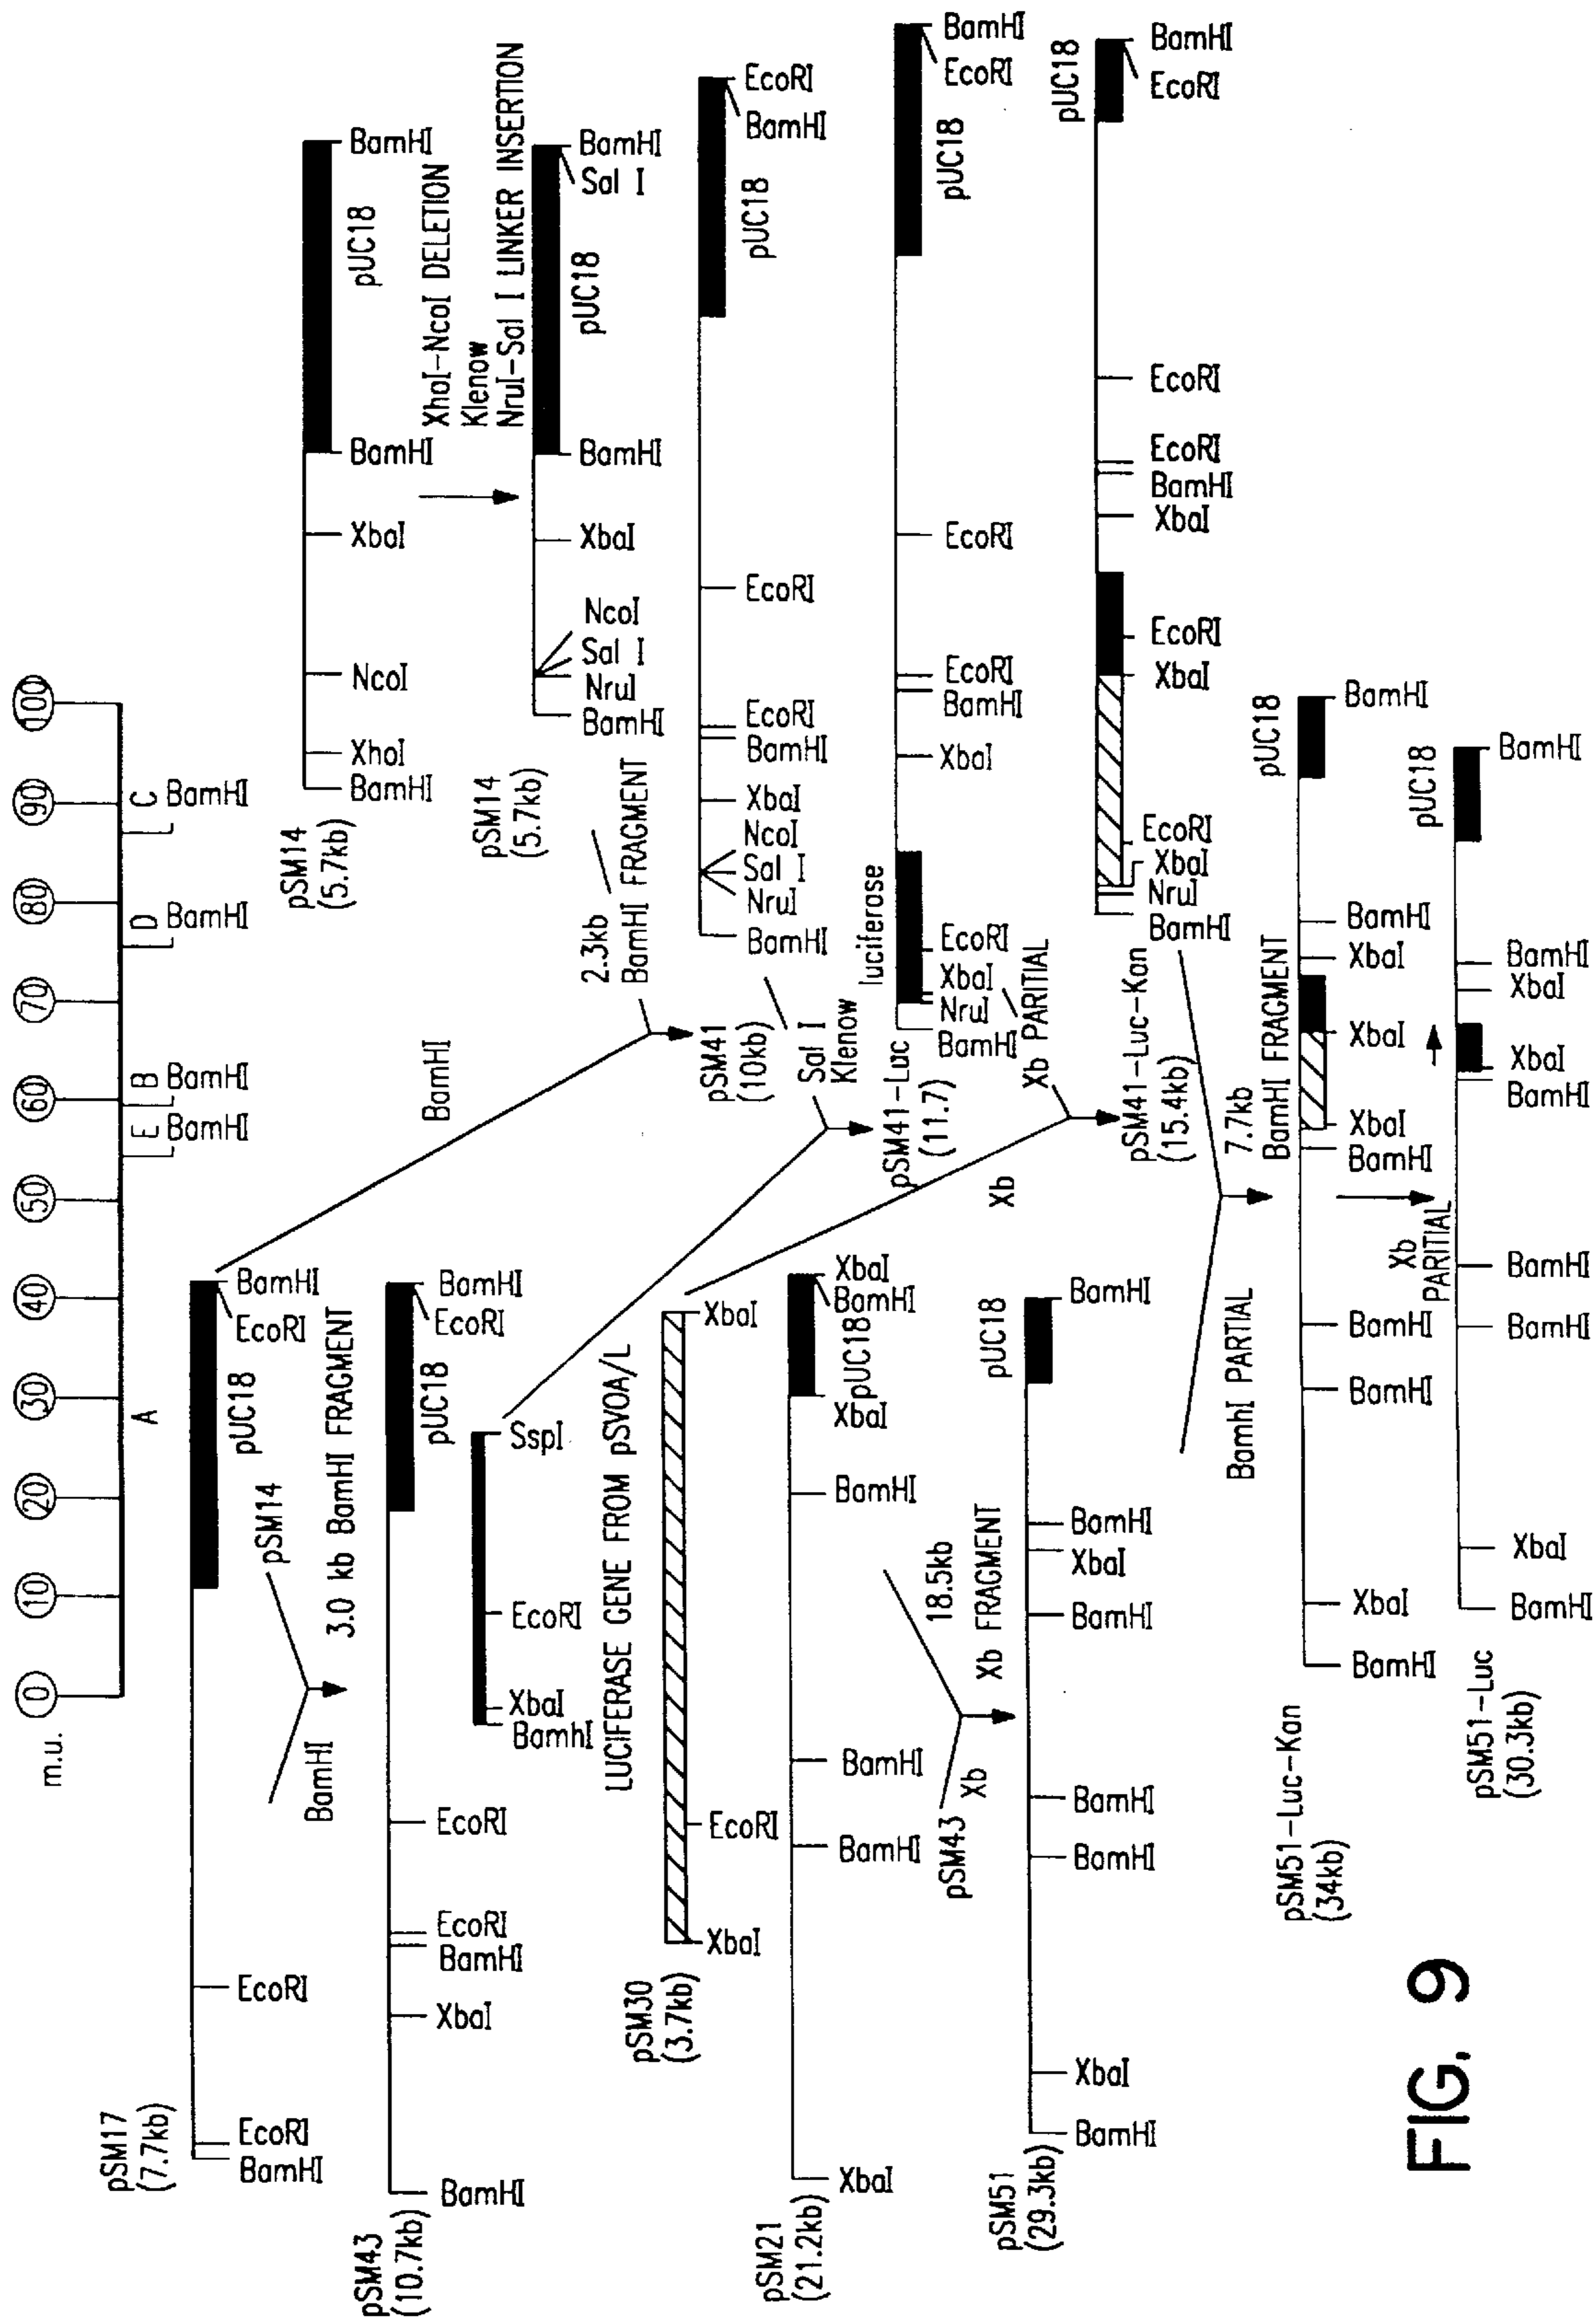 m.u.
0 10 20 30 40 50 60 70 80 90 100
A E B D C
BamHI BamHI BamHI BamHI
pSM17
(7.7kb)
BamHI
EcoRI
EcoRI
pUC18
EcoRI
BamHI
BamHI
pSM14
3.0 kb BamHI FRAGMENT
pSM43
(10.7kb)
BamHI
XbaI
BamHI
EcoRI
EcoRI
pUC18
EcoRI
BamHI
BamhI
XbaI
EcoRI
SspI
LUCIFERASE GENE FROM pSVOA/L
pSM30
(3.7kb)
XbaI
EcoRI
XbaI
pSM21
(21.2kb)
XbaI
BamHI
BamHI
BamHI
XbaI
pUC18
BamHI
XbaI
pSM43
Xb
18.5kb
Xb FRAGMENT
pSM51
(29.3kb)
BamHI
XbaI
BamHI
BamHI
BamHI
XbaI
BamHI
pUC18
BamHI
pSM14
(5.7kb)
BamHI
XhoI
NcoI
XbaI
BamHI
pUC18
BamHI
XhoI-NcoI DELETION
Klenow
NruI-Sal I LINKER INSERTION
pSM14
(5.7kb)
BamHI
NruI
Sal I
NcoI
XbaI
BamHI
pUC18
Sal I
BamHI
BamHI
2.3kb
BamHI FRAGMENT
pSM41
(10kb)
BamHI
NruI
Sal I
NcoI
XbaI
BamHI
EcoRI
EcoRI
pUC18
BamHI
EcoRI
Sal I
Klenow
pSM41-Luc
(11.7)
luciferase
BamHI
NruI
XbaI
EcoRI
XbaI
BamHI
EcoRI
EcoRI
pUC18
EcoRI
BamHI
Xb
Xb PARITIAL
pSM41-Luc-Kan
(15.4kb)
BamHI
NruI
XbaI
EcoRI
XbaI
EcoRI
XbaI
BamHI
EcoRI
EcoRI
pUC18
EcoRI
BamHI
BamhI PARTIAL
7.7kb
BamHI FRAGMENT
pSM51-Luc-Kan
(34kb)
BamHI
XbaI
BamHI
BamHI
BamHI
XbaI
XbaI
XbaI
BamHI
pUC18
BamHI
Xb
PARITIAL
pSM51-Luc
(30.3kb)
BamHI
XbaI
BamHI
BamHI
BamHI
XbaI
XbaI
BamHI
pUC18
BamHI
FIG. 9